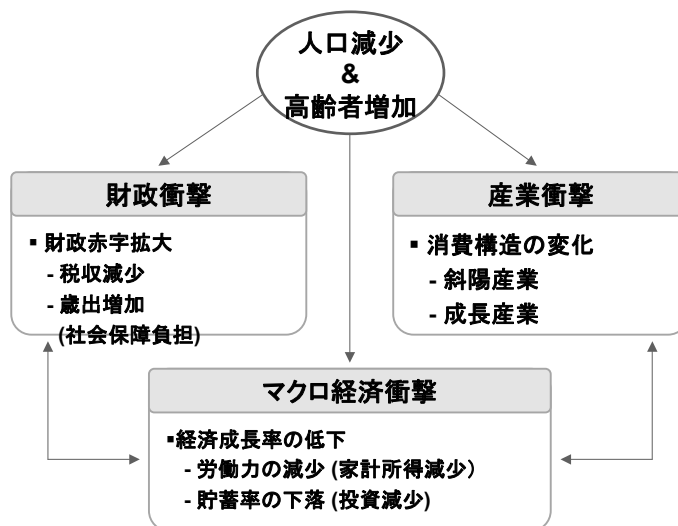 人口減少
&
高齢者増加
財政衝撃
▪ 財政赤字拡大
- 税収減少
- 歳出増加
(社会保障負担)
産業衝撃
▪ 消費構造の変化
- 斜陽産業
- 成長産業
マクロ経済衝撃
▪経済成長率の低下
- 労働力の減少 (家計所得減少)
- 貯蓄率の下落 (投資減少)